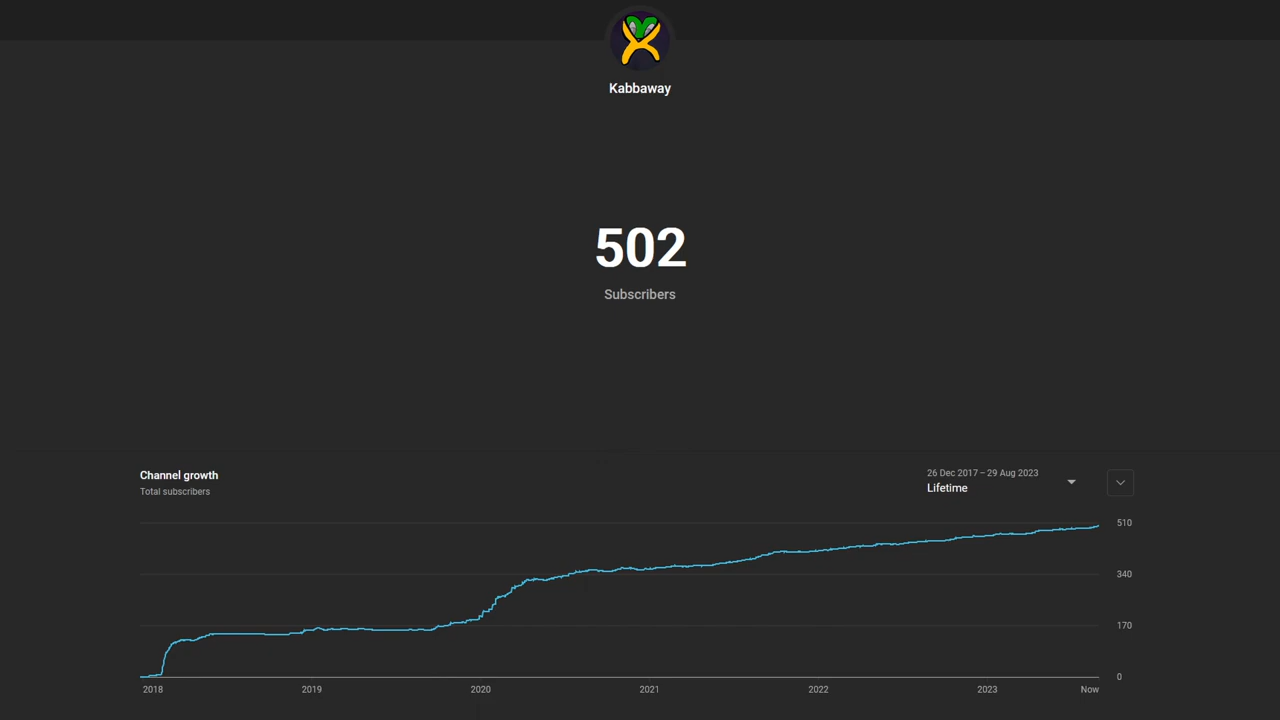 Kabbaway
502
Subscribers
Channel growth
Total subscribers
26 Dec 2017 – 29 Aug 2023
Lifetime
510
340
170
0
2018 2019 2020 2021 2022 2023 Now